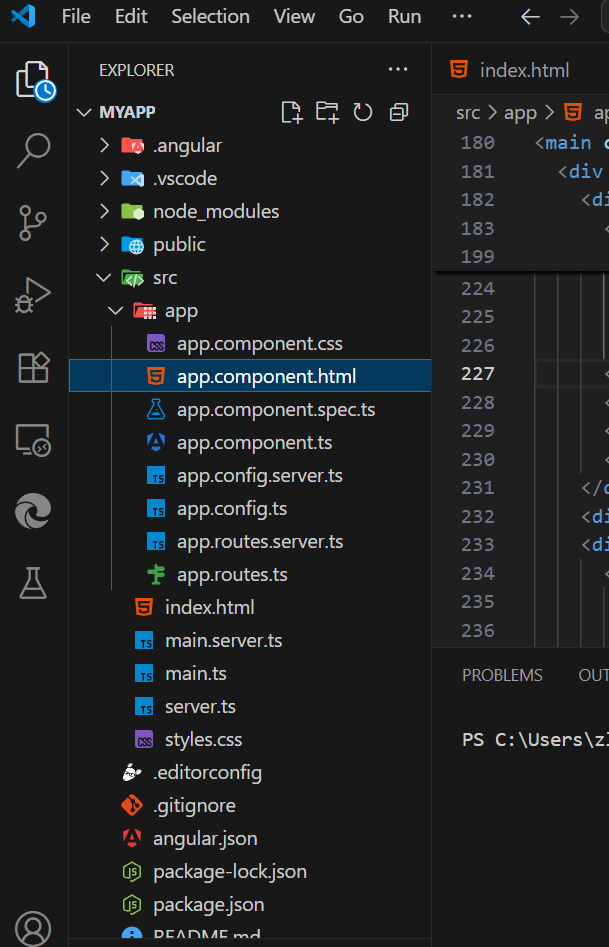 File Edit Selection View Go Run ···
EXPLORER ···
MYAPP
.angular
.vscode
node_modules
public
src
app
app.component.css
app.component.html
app.component.spec.ts
app.component.ts
app.config.server.ts
app.config.ts
app.routes.server.ts
app.routes.ts
index.html
main.server.ts
main.ts
server.ts
styles.css
.editorconfig
.gitignore
angular.json
package-lock.json
package.json
README.md
index.html
src > app > ap
180 <main c
181 <div
182 <di
183 <
199
224
225
226
227 <
228 <
229 <
230 <
231 </d
232 <di
233 <di
234 <
235
236
PROBLEMS OUT
PS C:\Users\zl